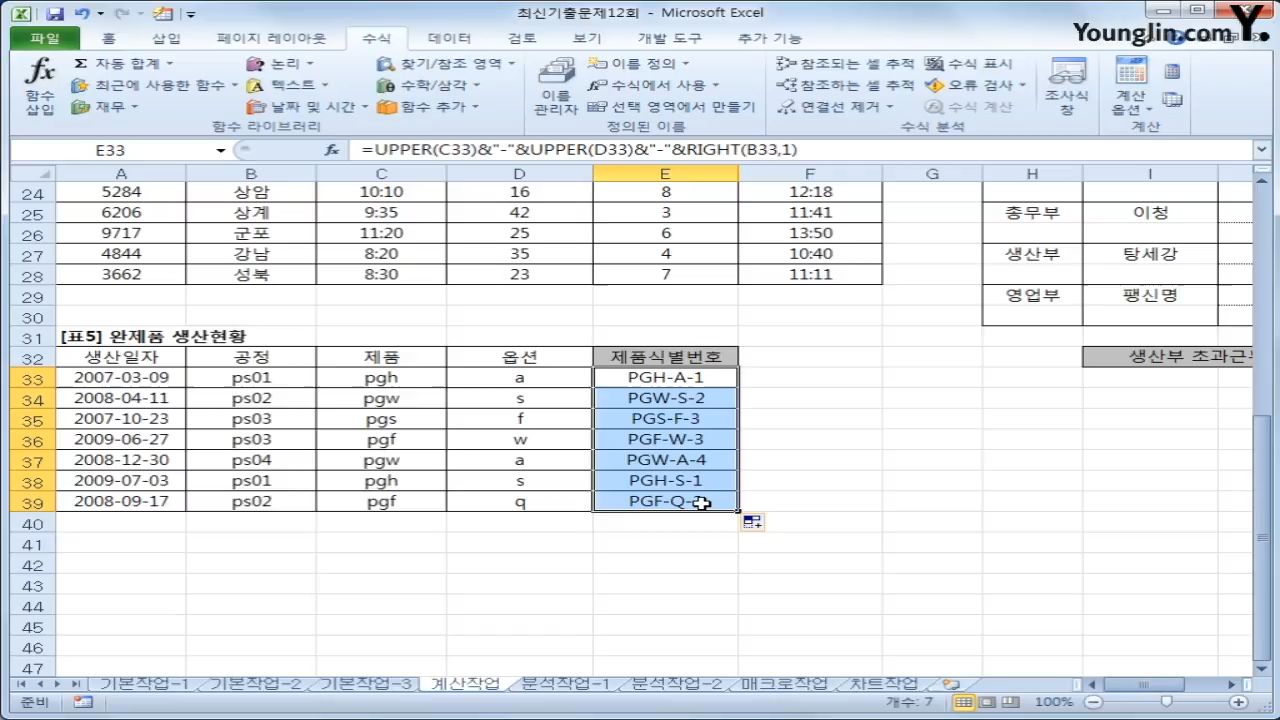 최신기출문제12회 - Microsoft Excel
Younglin.com Y.
파일 홈 삽입 페이지 레이아웃 수식 데이터 검토 보기 개발 도구 추가 기능
fx 함수 삽입
Σ 자동 합계 논리 찾기/참조 영역
최근에 사용한 함수 텍스트 수학/삼각
재무 날짜 및 시간 함수 추가
함수 라이브러리
이름 관리자
이름 정의
수식에서 사용
선택 영역에서 만들기
정의된 이름
참조되는 셀 추적 수식 표시
참조하는 셀 추적 오류 검사
연결선 제거 수식 계산
수식 분석
조사식 창
계산 옵션
계산
E33 fx =UPPER(C33)&"-"&UPPER(D33)&"-"&RIGHT(B33,1)
A B C D E F G H I
24 5284 상암 10:10 16 8 12:18
25 6206 상계 9:35 42 3 11:41 총무부 이청
26 9717 군포 11:20 25 6 13:50
27 4844 강남 8:20 35 4 10:40 생산부 탕세강
28 3662 성북 8:30 23 7 11:11
29 영업부 팽신명
30
31 [표5] 완제품 생산현황
32 생산일자 공정 제품 옵션 제품식별번호 생산부 초과근
33 2007-03-09 ps01 pgh a PGH-A-1
34 2008-04-11 ps02 pgw s PGW-S-2
35 2007-10-23 ps03 pgs f PGS-F-3
36 2009-06-27 ps03 pgf w PGF-W-3
37 2008-12-30 ps04 pgw a PGW-A-4
38 2009-07-03 ps01 pgh s PGH-S-1
39 2008-09-17 ps02 pgf q PGF-Q-
40
41
42
43
44
45
46
47
기본작업-1 기본작업-2 기본작업-3 계산작업 분석작업-1 분석작업-2 매크로작업 차트작업
준비 개수: 7 100%